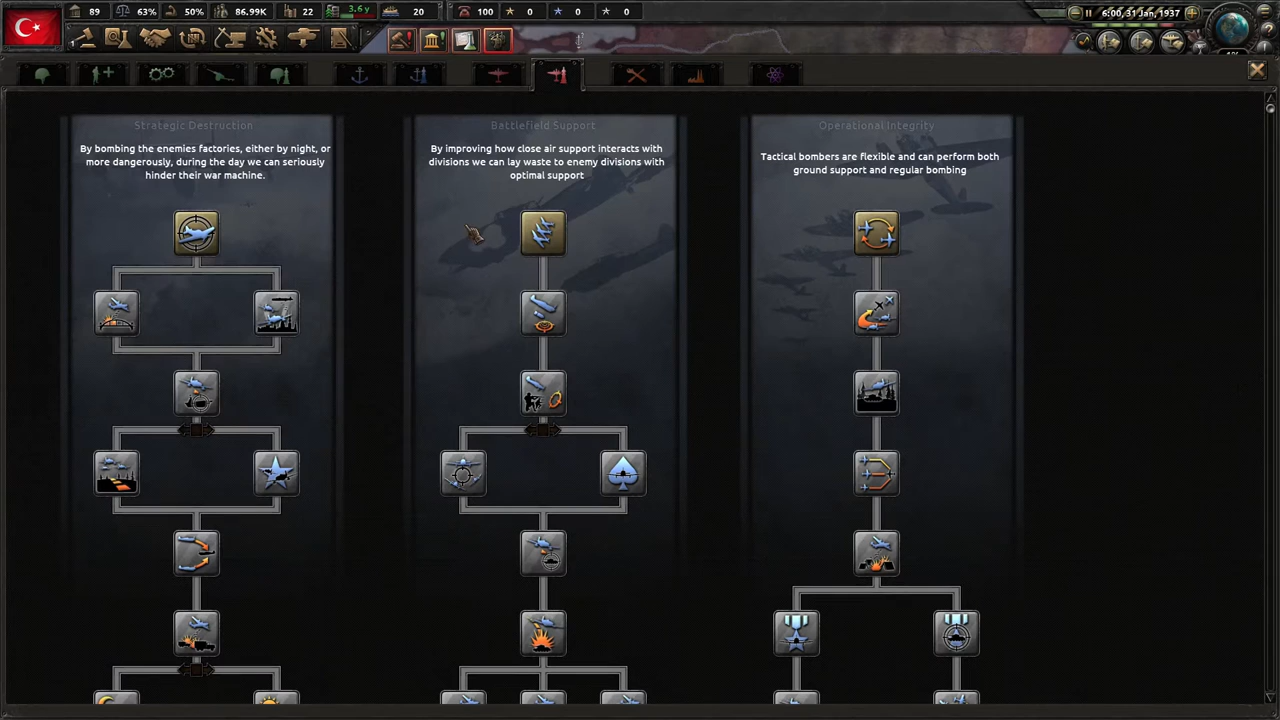 89 63% 50% 86.99K 22 3.6 y 20 100 0 0 0 6:00, 31 Jan, 1937
Strategic Destruction
By bombing the enemies factories, either by night, or
more dangerously, during the day we can seriously
hinder their war machine.
Battlefield Support
By improving how close air support interacts with
divisions we can lay waste to enemy divisions with
optimal support
Operational Integrity
Tactical bombers are flexible and can perform both
ground support and regular bombing